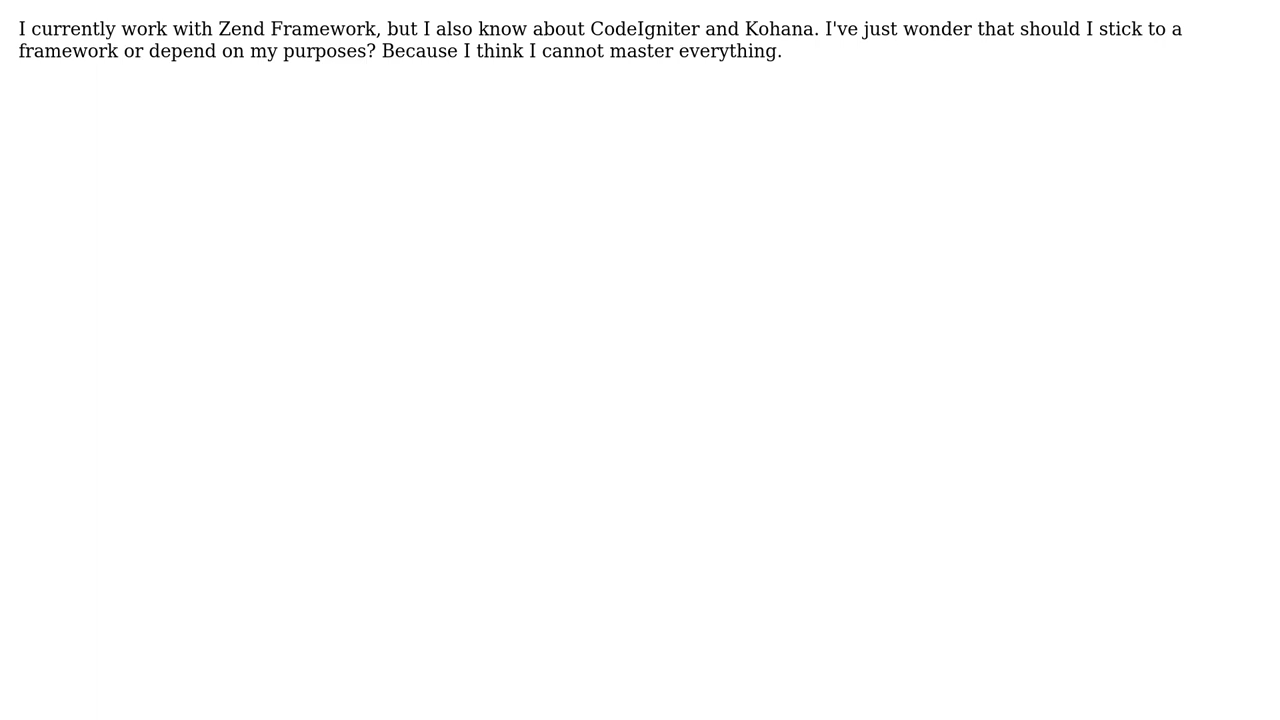 I currently work with Zend Framework, but I also know about CodeIgniter and Kohana. I've just wonder that should I stick to a
framework or depend on my purposes? Because I think I cannot master everything.